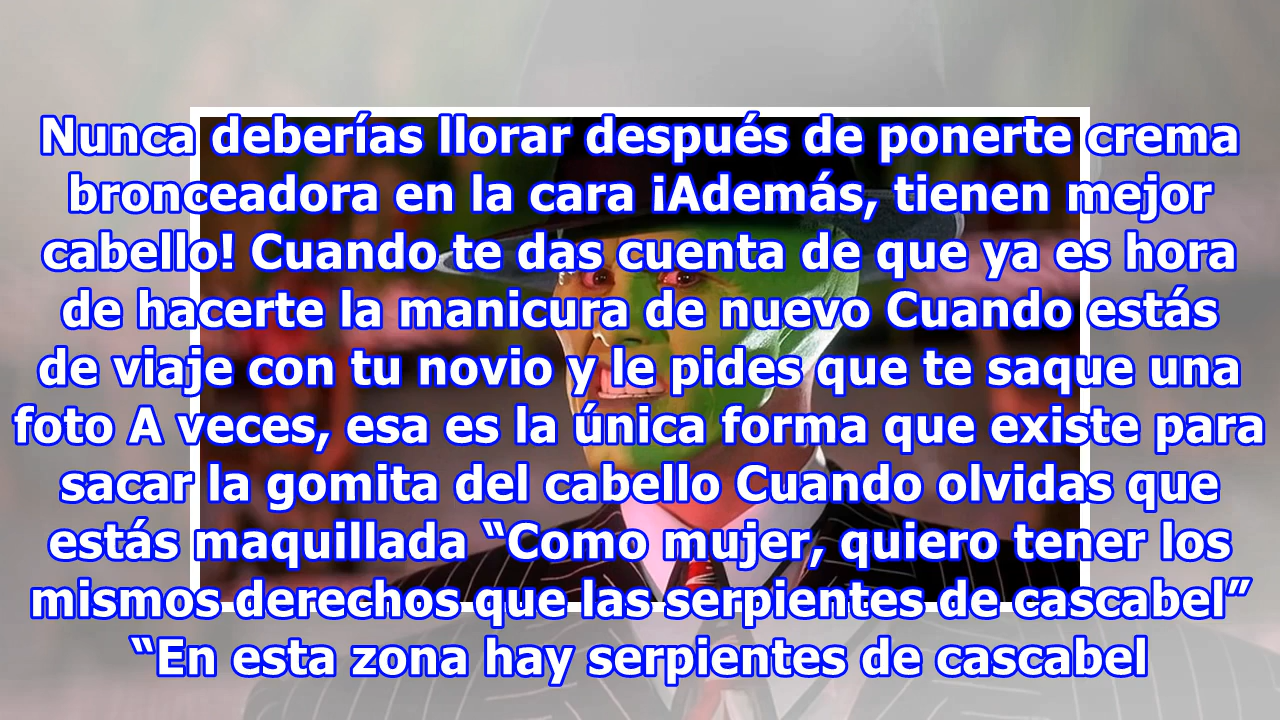 Nunca deberías llorar después de ponerte crema
bronceadora en la cara ¡Además, tienen mejor
cabello! Cuando te das cuenta de que ya es hora
de hacerte la manicura de nuevo Cuando estás
de viaje con tu novio y le pides que te saque una
foto A veces, esa es la única forma que existe para
sacar la gomita del cabello Cuando olvidas que
estás maquillada “Como mujer, quiero tener los
mismos derechos que las serpientes de cascabel”
“En esta zona hay serpientes de cascabel